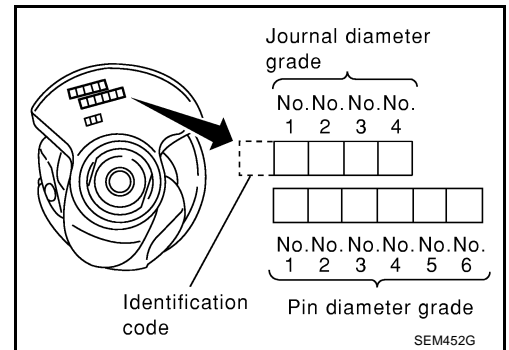 Journal diameter
grade
No. No. No. No.
1 2 3 4
No. No. No. No. No. No.
1 2 3 4 5 6
Identification
code
Pin diameter grade
SEM452G